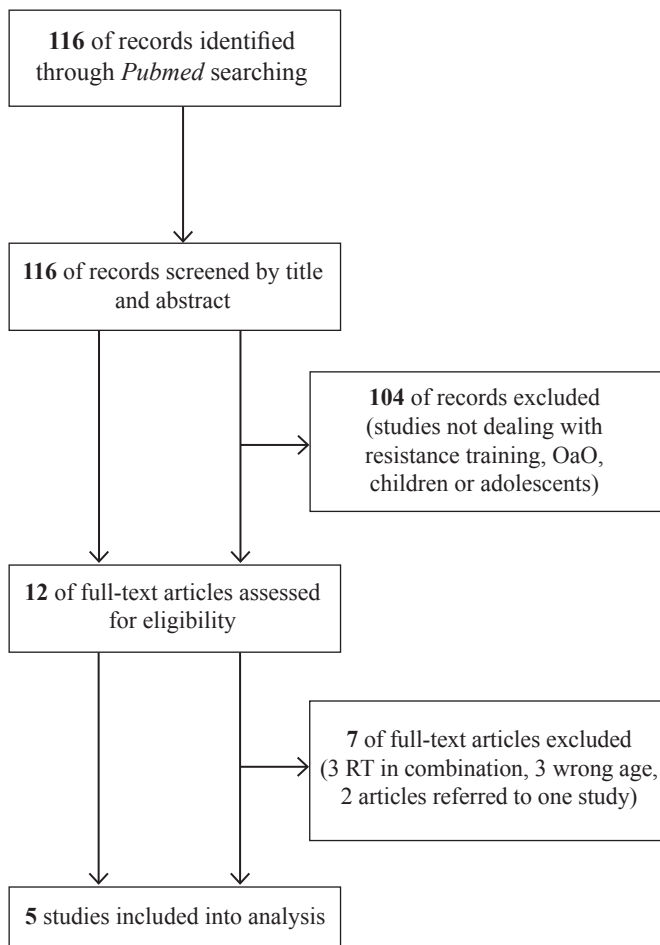 116 of records identified
through Pubmed searching
116 of records screened by title
and abstract
104 of records excluded
(studies not dealing with
resistance training, OaO,
children or adolescents)
12 of full-text articles assessed
for eligibility
7 of full-text articles excluded
(3 RT in combination, 3 wrong age,
2 articles referred to one study)
5 studies included into analysis